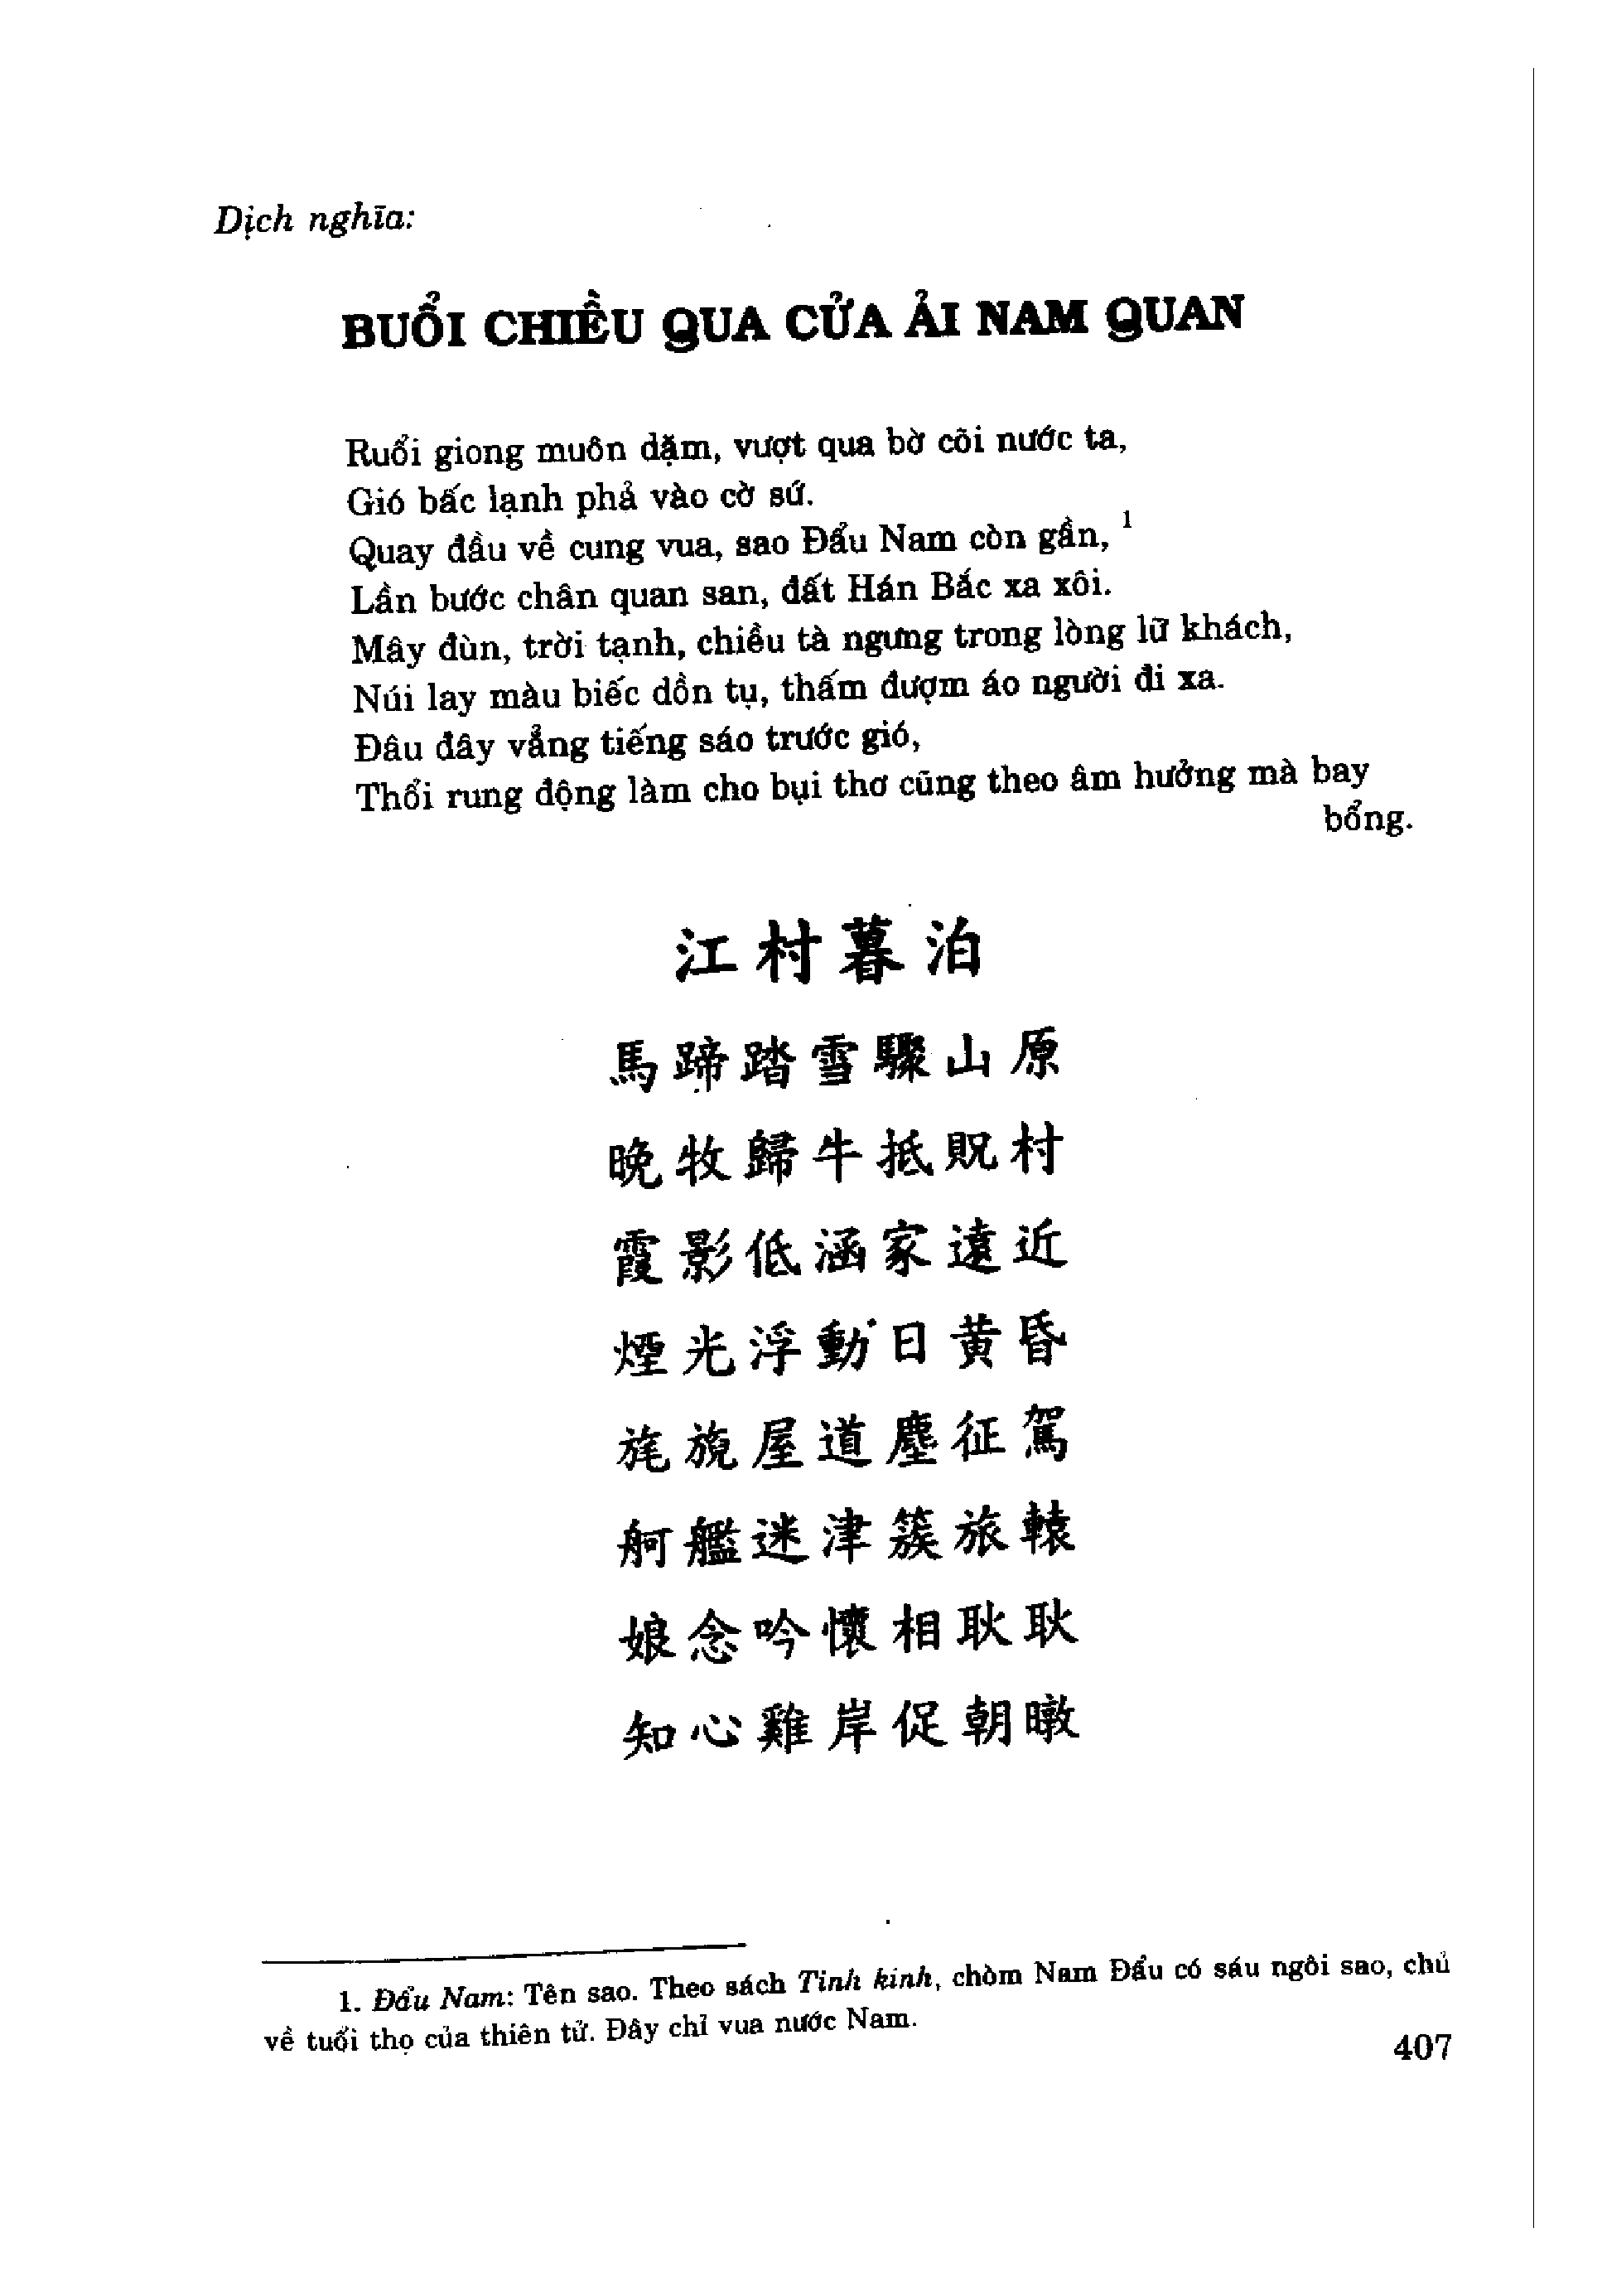 Dịch nghĩa:
BUỔI CHIỀU QUA CỬA ẢI NAM QUAN
Ruổi giong muôn dặm, vượt qua bờ cõi nước ta,
Gió bấc lạnh phả vào cờ sứ.
Quay đầu về cung vua, sao Đẩu Nam còn gần, 1
Lần bước chân quan san, đất Hán Bắc xa xôi.
Mây đùn, trời tạnh, chiều tà ngưng trong lòng lữ khách,
Núi lay màu biếc dồn tụ, thấm đượm áo người đi xa.
Đâu đây vẳng tiếng sáo trước gió,
Thổi rung động làm cho bụi thơ cũng theo âm hưởng mà bay
bổng.
江村暮泊
馬蹄踏雪驟山原
晚牧歸牛抵貺村
霞影低涵家遠近
煙光浮動日黄昏
旄旎屋道塵征駕
舸艦迷津簇旅轅
娘念吟懷相耿耿
知心雞岸促朝暾
1. Đẩu Nam: Tên sao. Theo sách Tinh kinh, chòm Nam Đẩu có sáu ngôi sao, chủ
về tuổi thọ của thiên tử. Đây chỉ vua nước Nam.
407